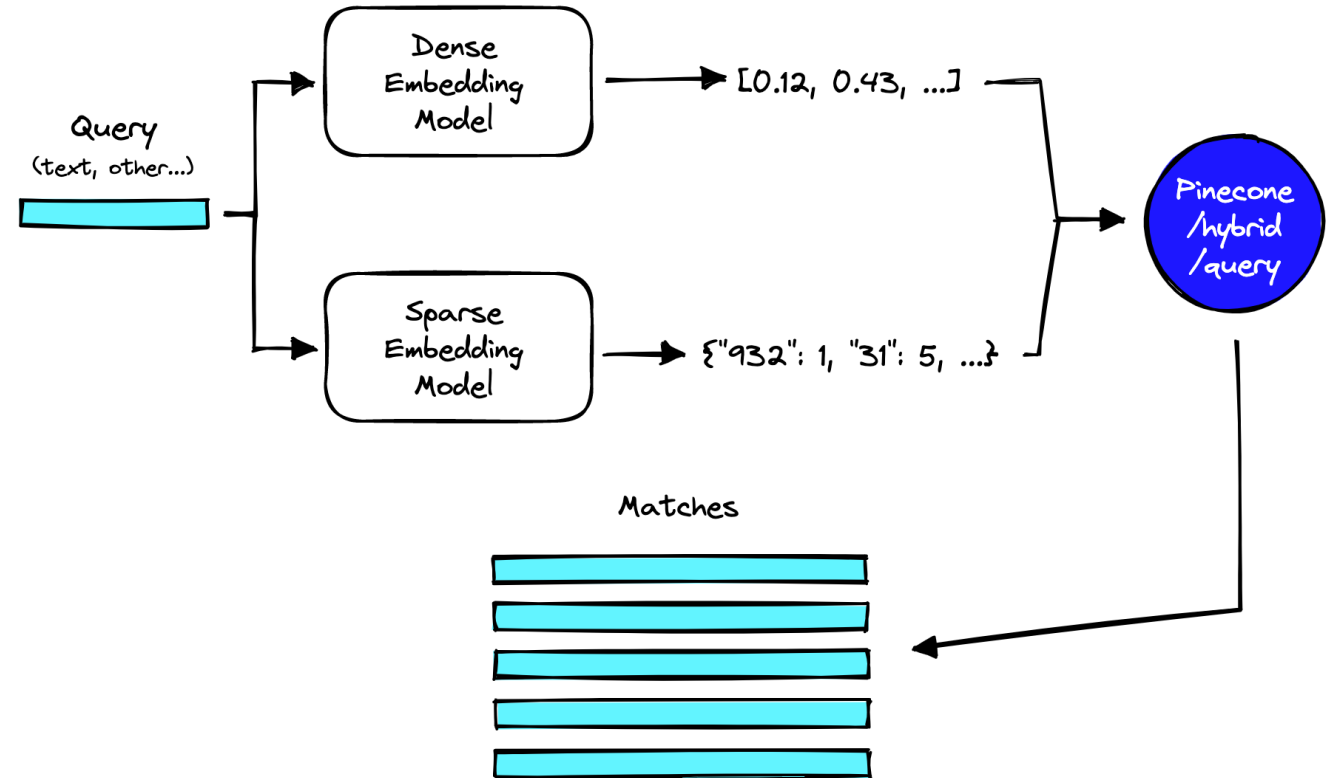 Query
(text, other...)
Dense
Embedding
Model
[0.12, 0.43, ...]
Sparse
Embedding
Model
{"932": 1, "31": 5, ...}
Pinecone
/hybrid
/query
Matches